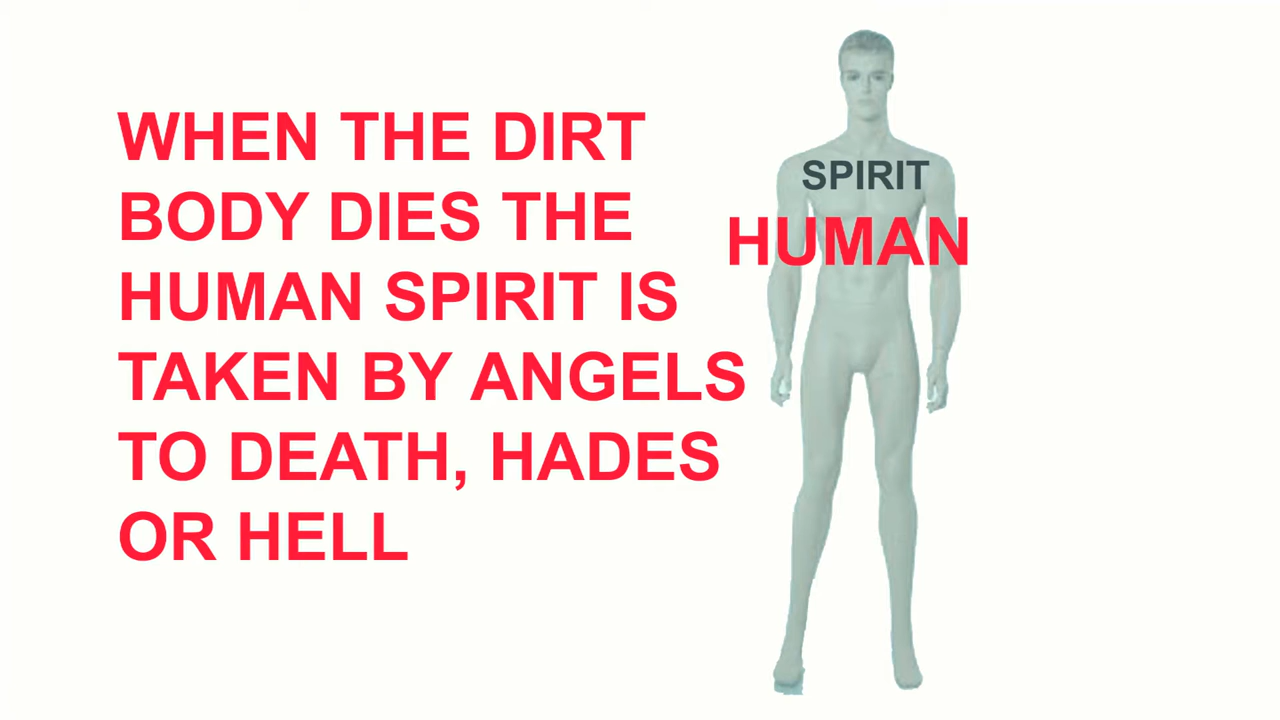 WHEN THE DIRT
BODY DIES THE
HUMAN SPIRIT IS
TAKEN BY ANGELS
TO DEATH, HADES
OR HELL
SPIRIT
HUMAN